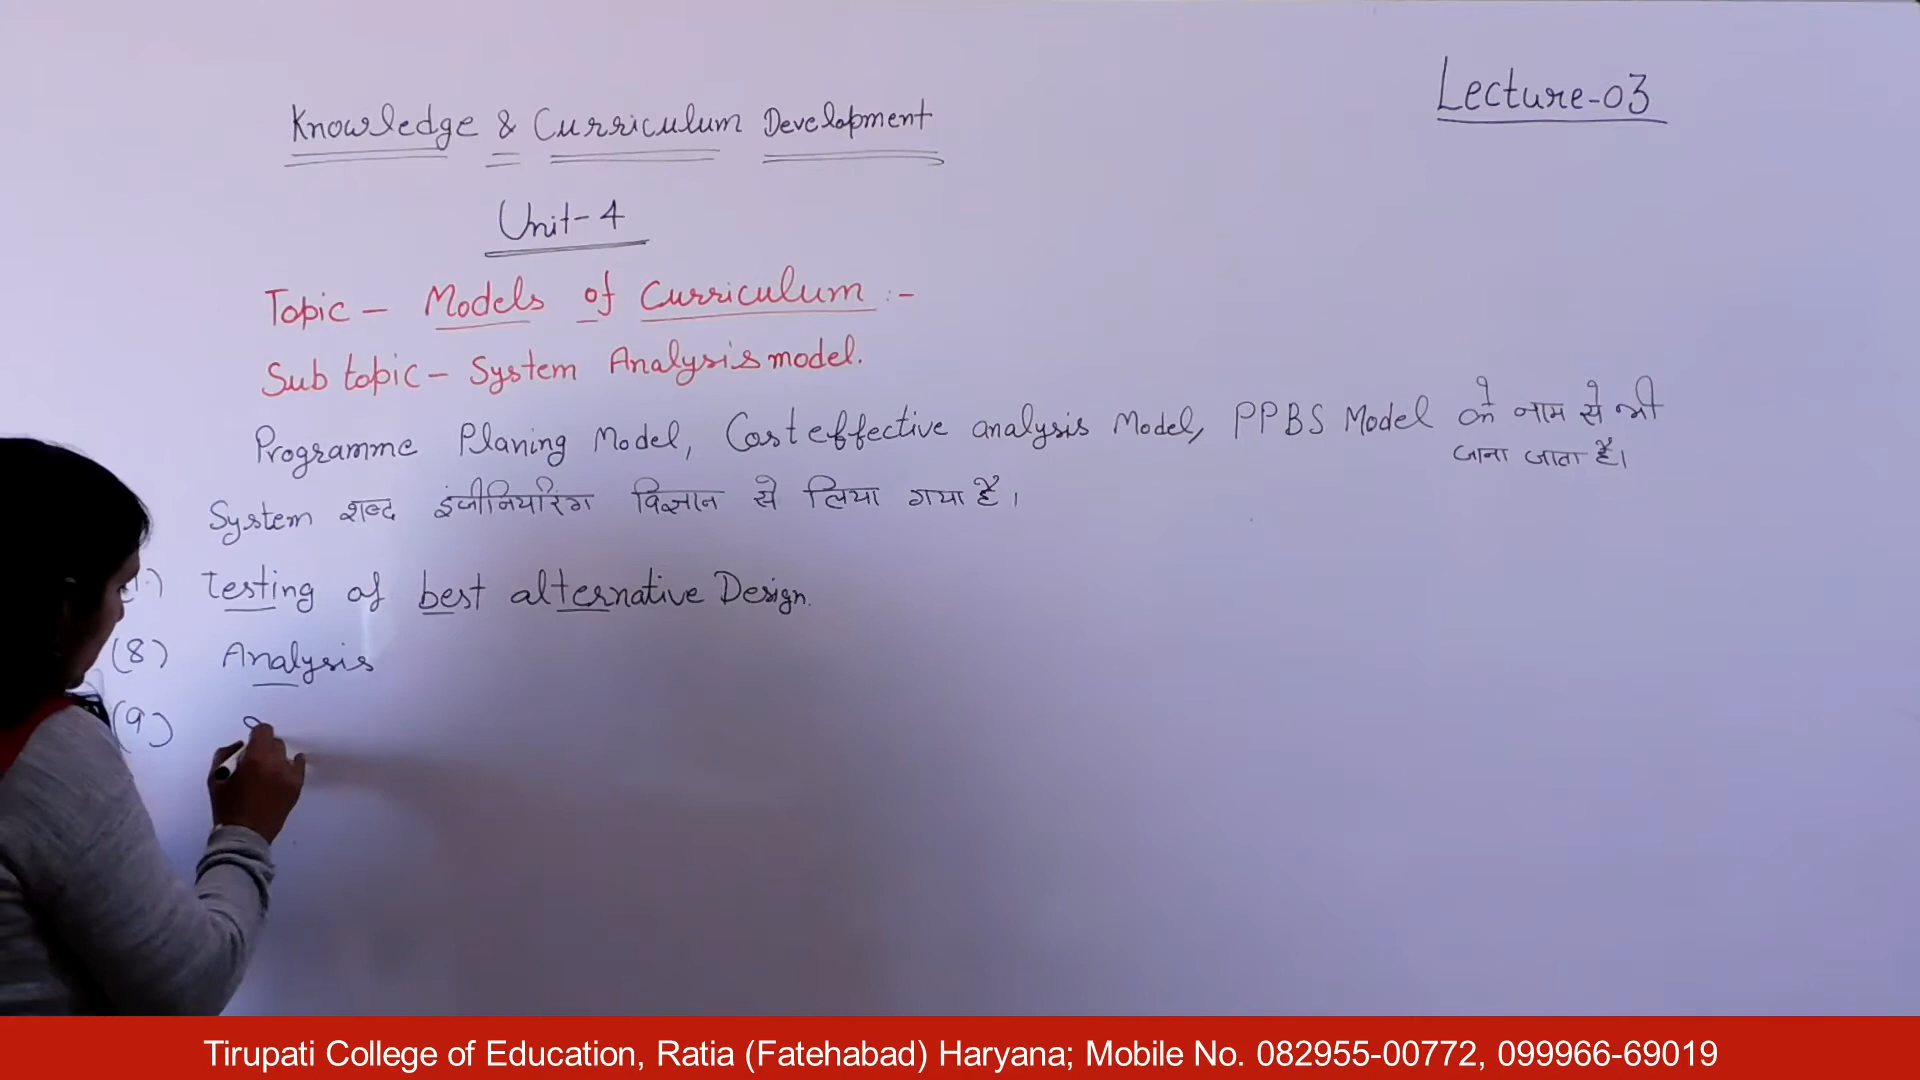 Lecture-03
Knowledge & Curriculum Development
Unit-4
Topic - Models of Curriculum :-
Sub topic - System Analysis model.
Programme Planing Model, Cost effective analysis Model, PPBS Model के नाम से भी
जाना जाता है।
System शब्द इंजीनियरिंग विज्ञान से लिया गया है।
testing of best alternative Design.
(8) Analysis
(9)
Tirupati College of Education, Ratia (Fatehabad) Haryana; Mobile No. 082955-00772, 099966-69019